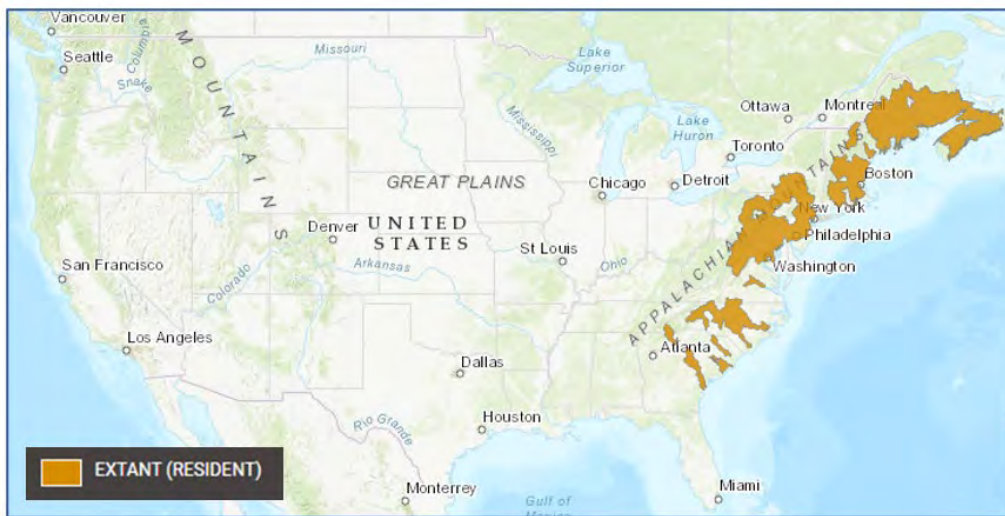 Vancouver
Seattle
Columbia
Snake
MOUNTAINS
Missouri
Lake
Superior
Mississippi
Ottawa
Montreal
Lake
Huron
Toronto
GREAT PLAINS
Chicago
Detroit
Boston
New York
Philadelphia
Washington
APPALACHIAN MOUNTAINS
Denver
UNITED
STATES
St Louis
Ohio
San Francisco
Colorado
Arkansas
Los Angeles
Atlanta
Dallas
Rio Grande
Houston
EXTANT (RESIDENT)
Monterrey
Gulf of
Miami